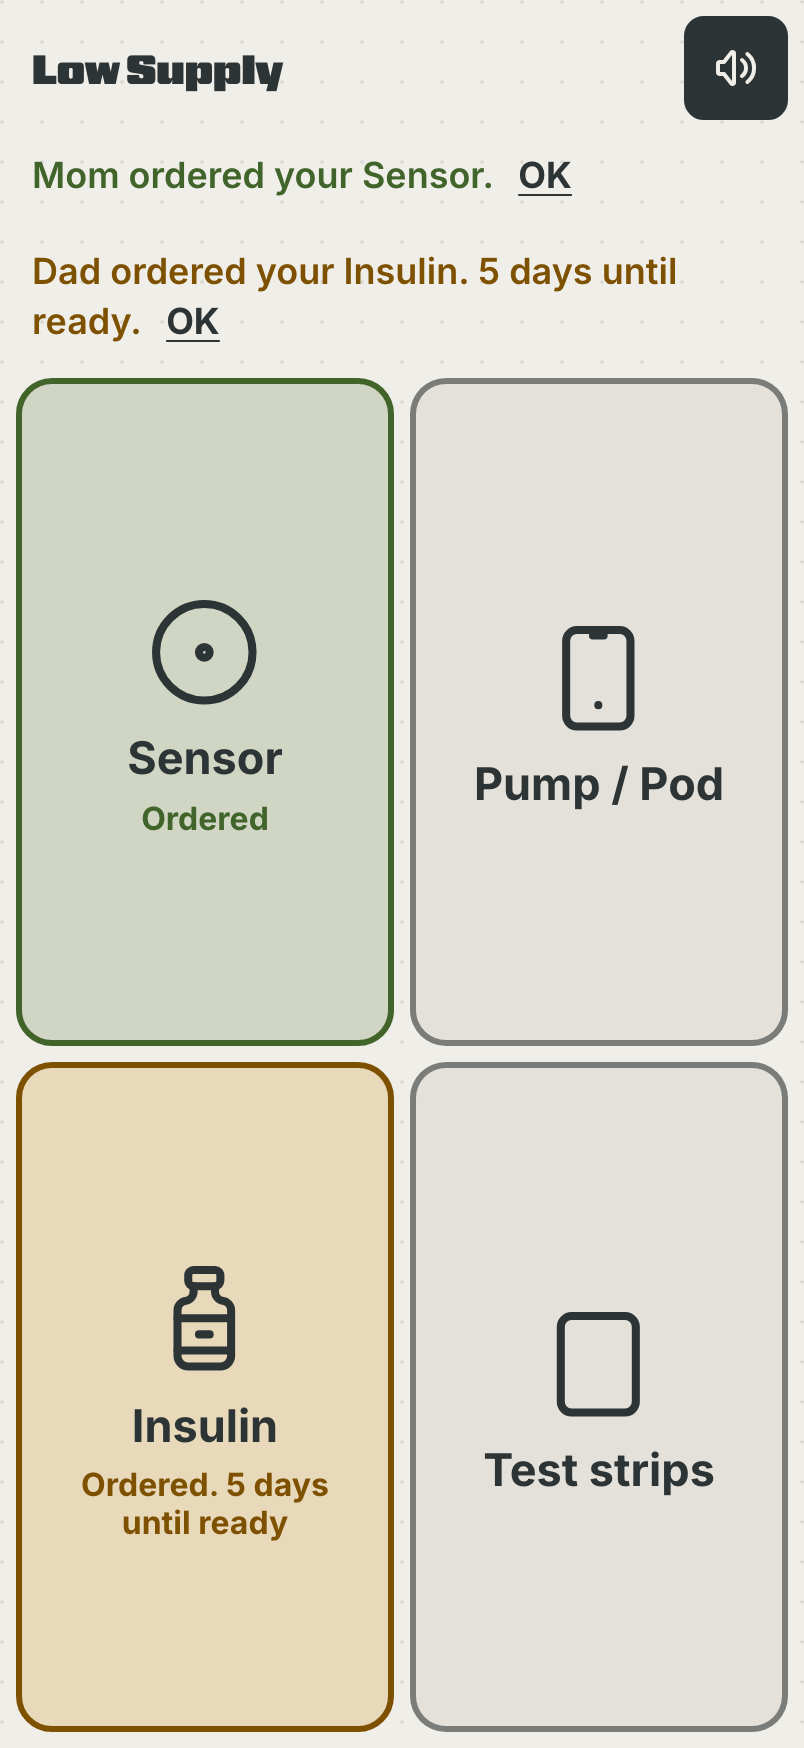 Low Supply
Mom ordered your Sensor. OK
Dad ordered your Insulin. 5 days until
ready. OK
Sensor
Ordered
Pump / Pod
Insulin
Ordered. 5 days
until ready
Test strips